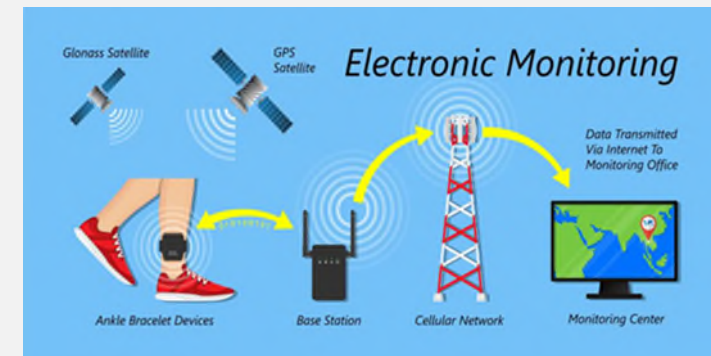 Glonass Satellite
GPS
Satellite
Electronic Monitoring
Data Transmitted
Via Internet To
Monitoring Office
Ankle Bracelet Devices
Base Station
Cellular Network
Monitoring Center